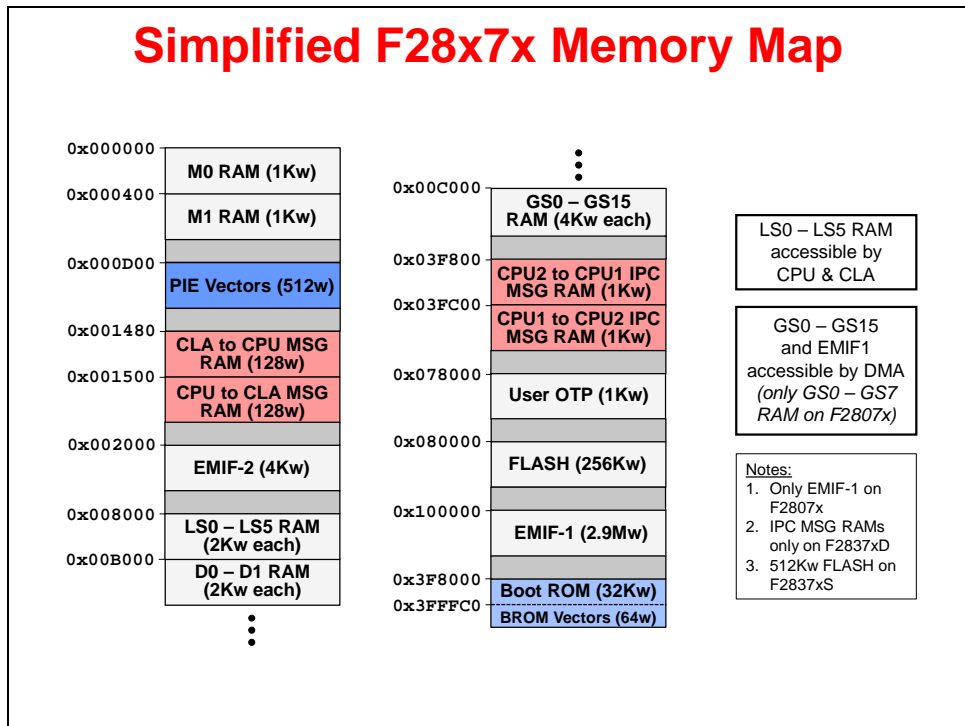 Simplified F28x7x Memory Map
0x000000
M0 RAM (1Kw)
0x000400
M1 RAM (1Kw)
0x000D00
PIE Vectors (512w)
0x001480
CLA to CPU MSG
RAM (128w)
0x001500
CPU to CLA MSG
RAM (128w)
0x002000
EMIF-2 (4Kw)
0x008000
LS0 – LS5 RAM
(2Kw each)
0x00B000
D0 – D1 RAM
(2Kw each)
0x00C000
GS0 – GS15
RAM (4Kw each)
0x03F800
CPU2 to CPU1 IPC
MSG RAM (1Kw)
0x03FC00
CPU1 to CPU2 IPC
MSG RAM (1Kw)
0x078000
User OTP (1Kw)
0x080000
FLASH (256Kw)
0x100000
EMIF-1 (2.9Mw)
0x3F8000
Boot ROM (32Kw)
0x3FFFC0
BROM Vectors (64w)
LS0 – LS5 RAM
accessible by
CPU & CLA
GS0 – GS15
and EMIF1
accessible by DMA
(only GS0 – GS7
RAM on F2807x)
Notes:
1. Only EMIF-1 on
F2807x
2. IPC MSG RAMs
only on F2837xD
3. 512Kw FLASH on
F2837xS